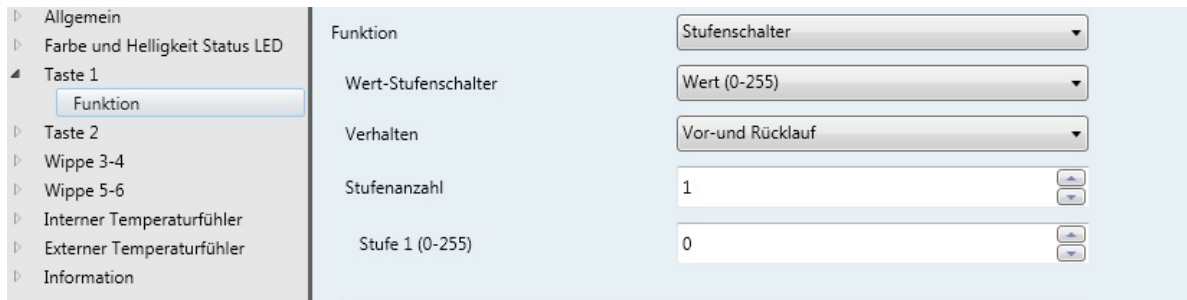 Allgemein
Farbe und Helligkeit Status LED
Taste 1
Funktion
Taste 2
Wippe 3-4
Wippe 5-6
Interner Temperaturfühler
Externer Temperaturfühler
Information
Funktion
Stufenschalter
Wert-Stufenschalter
Wert (0-255)
Verhalten
Vor-und Rücklauf
Stufenanzahl
1
Stufe 1 (0-255)
0